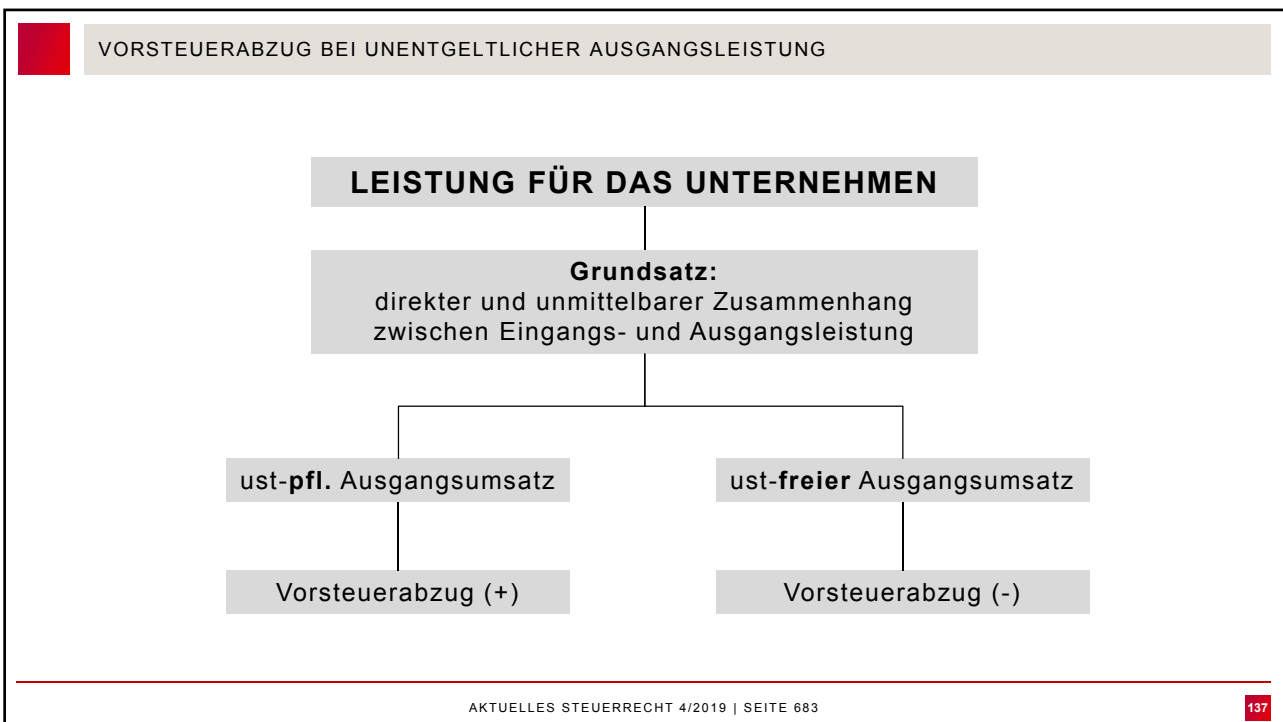 VORSTEUERABZUG BEI UNENTGELTLICHER AUSGANGSLEISTUNG
LEISTUNG FÜR DAS UNTERNEHMEN
Grundsatz:
direkter und unmittelbarer Zusammenhang
zwischen Eingangs- und Ausgangsleistung
ust-pfl. Ausgangsumsatz
ust-freier Ausgangsumsatz
Vorsteuerabzug (+)
Vorsteuerabzug (-)
AKTUELLES STEUERRECHT 4/2019 | SEITE 683
137